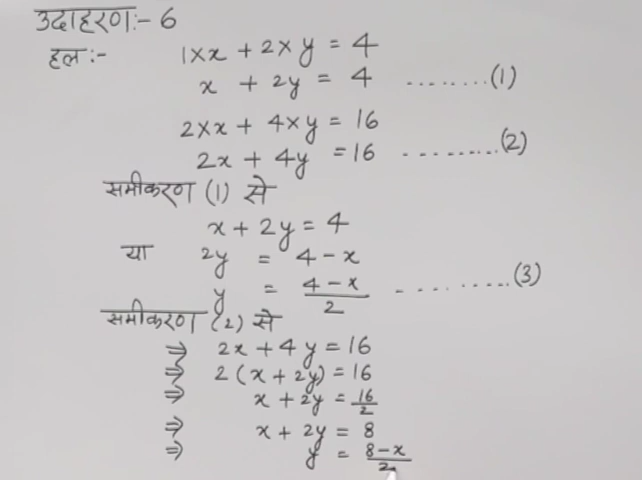 उदाहरण:- 6
हल:- 1×x + 2×y = 4
x + 2y = 4 ........(1)
2×x + 4×y = 16
2x + 4y = 16 .........(2)
समीकरण (1) से
x + 2y = 4
या 2y = 4 - x
y = (4 - x)/2 ..........(3)
समीकरण (2) से
⇒ 2x + 4y = 16
⇒ 2(x + 2y) = 16
⇒ x + 2y = 16/2
⇒ x + 2y = 8
⇒ y = (8 - x)/2